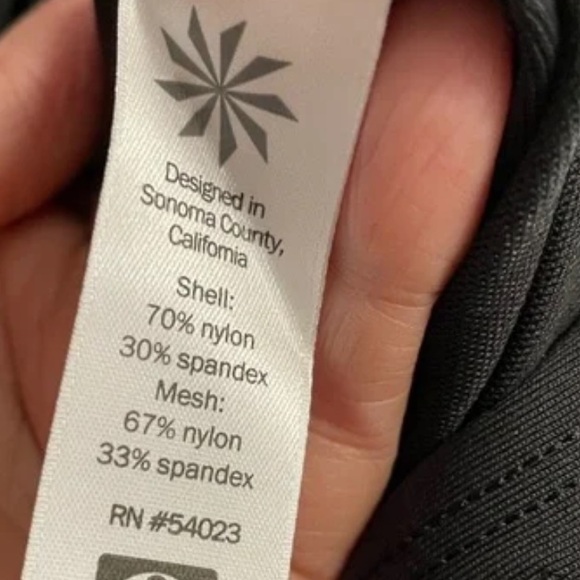 Designed in
Sonoma County,
California
Shell:
70% nylon
30% spandex
Mesh:
67% nylon
33% spandex
RN #54023